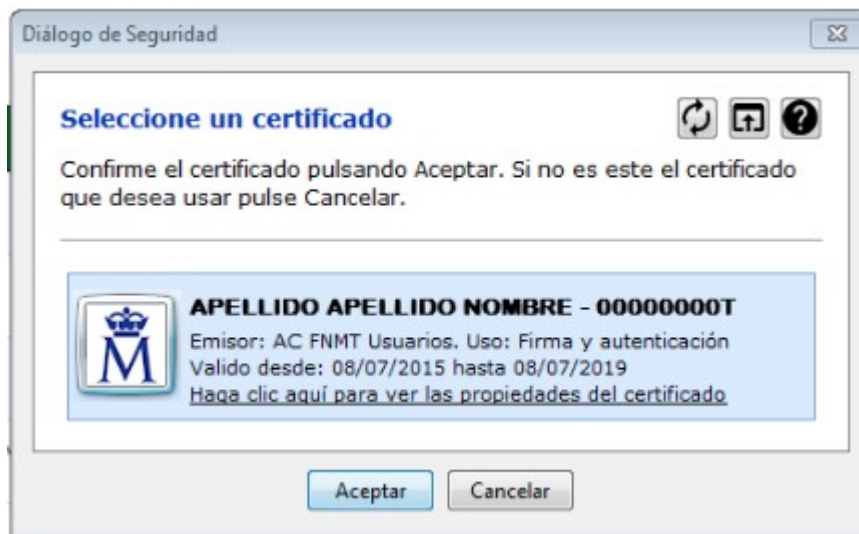 Diálogo de Seguridad
Seleccione un certificado
Confirme el certificado pulsando Aceptar. Si no es este el certificado
que desea usar pulse Cancelar.
APELLIDO APELLIDO NOMBRE - 00000000T
Emisor: AC FNMT Usuarios. Uso: Firma y autenticación
Valido desde: 08/07/2015 hasta 08/07/2019
Haga clic aquí para ver las propiedades del certificado
M
Aceptar Cancelar